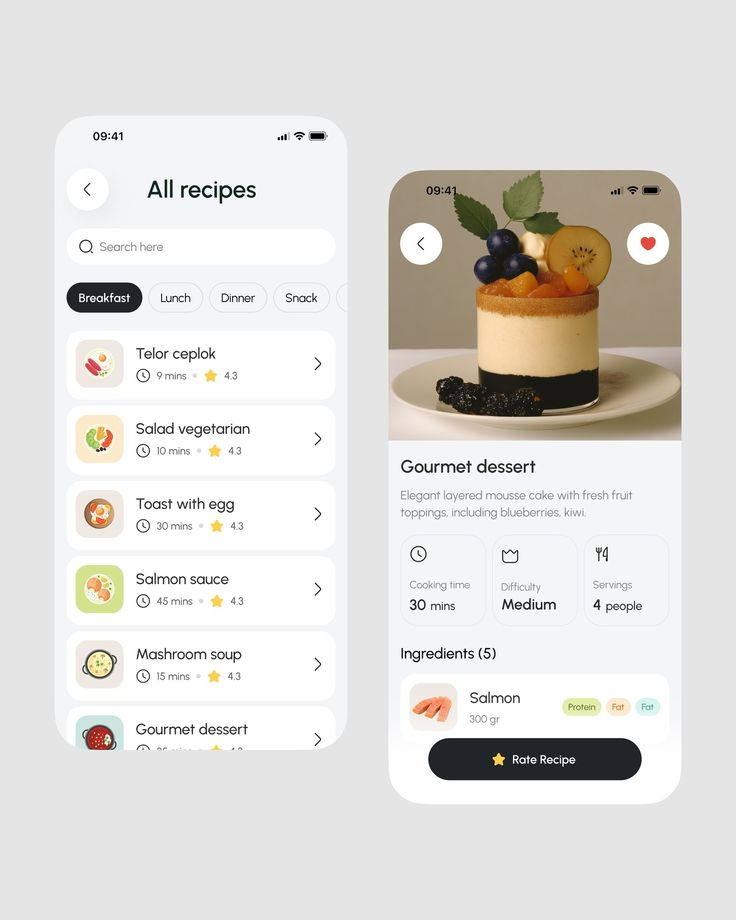 09:41
All recipes
Search here
Breakfast
Lunch
Dinner
Snack
Telor ceplok
9 mins 4.3
Salad vegetarian
10 mins 4.3
Toast with egg
30 mins 4.3
Salmon sauce
45 mins 4.3
Mashroom soup
15 mins 4.3
Gourmet dessert
09:41
Gourmet dessert
Elegant layered mousse cake with fresh fruit
toppings, including blueberries, kiwi.
Cooking time
30 mins
Difficulty
Medium
Servings
4 people
Ingredients (5)
Salmon
300 gr
Protein
Fat
Fat
Rate Recipe